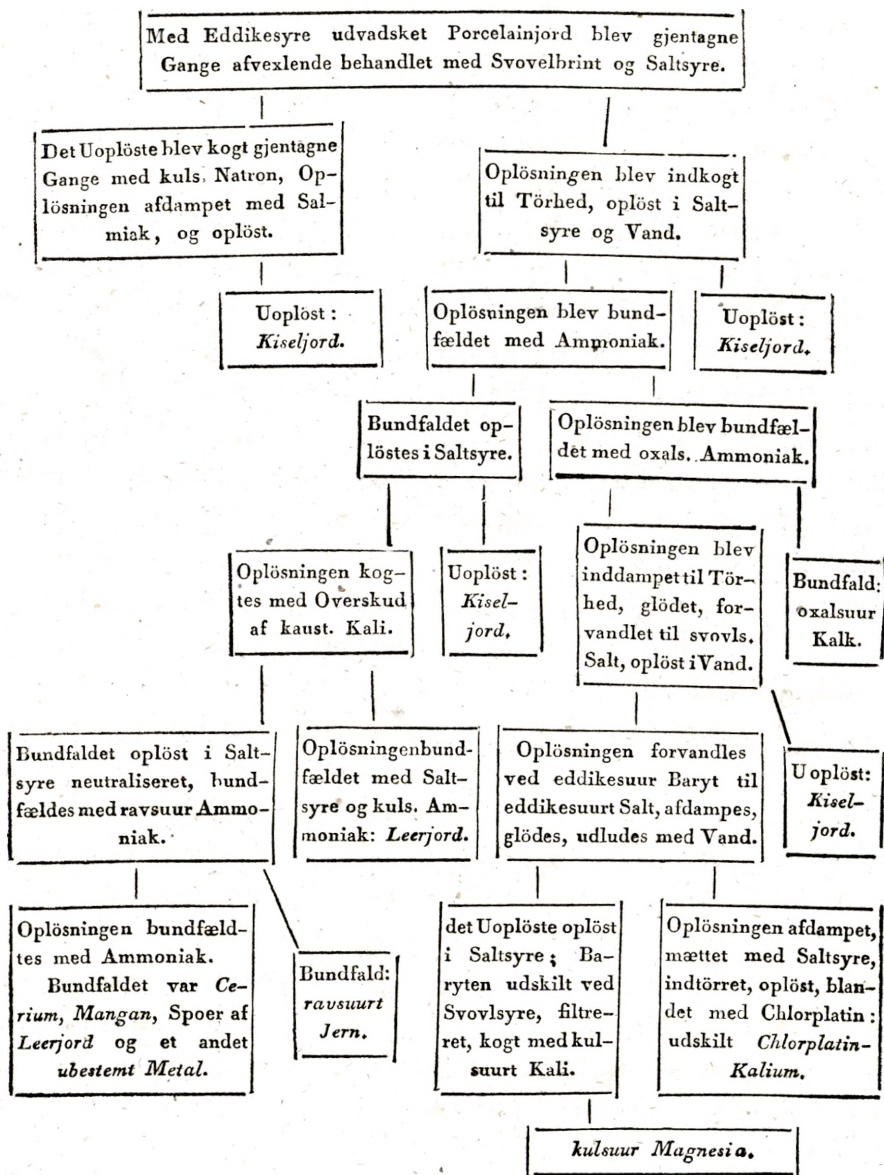 Med Eddikesyre udvadsket Porcelainjord blev gjentagne
Gange afvexlende behandlet med Svovelbrint og Saltsyre.
Det Uoplöste blev kogt gjentagne
Gange med kuls. Natron, Op-
lösningen afdampet med Sal-
miak, og oplöst.
Oplösningen blev indkogt
til Törhed, oplöst i Salt-
syre og Vand.
Uoplöst:
Kiseljord.
Oplösningen blev bund-
fældet med Ammoniak.
Uoplöst:
Kiseljord.
Bundfaldet op-
löstes i Saltsyre.
Oplösningen blev bundfæl-
det med oxals. Ammoniak.
Oplösningen kog-
tes med Overskud
af kaust. Kali.
Uoplöst:
Kisel-
jord.
Oplösningen blev
inddampet til Tör-
hed, glödet, for-
vandlet til svovls.
Salt, oplöst i Vand.
Bundfald:
oxalsuur
Kalk.
Bundfaldet oplöst i Salt-
syre neutraliseret, bund-
fældes med ravsuur Ammo-
niak.
Oplösningen bund-
fældet med Salt-
syre og kuls. Am-
moniak: Leerjord.
Oplösningen forvandles
ved eddikesuur Baryt til
eddikesuurt Salt, afdampes,
glödes, udludes med Vand.
Uoplöst:
Kisel-
jord.
Oplösningen bundfæld-
tes med Ammoniak.
Bundfaldet var Ce-
rium, Mangan, Spoer af
Leerjord og et andet
ubestemt Metal.
Bundfald:
ravsuurt
Jern.
det Uoplöste oplöst
i Saltsyre; Ba-
ryten udskilt ved
Svovlsyre, filtre-
ret, kogt med kul-
suurt Kali.
Oplösningen afdampet,
mættet med Saltsyre,
indtörret, oplöst, blan-
det med Chlorplatin:
udskilt Chlorplatin-
Kalium.
kulsuur Magnesia.